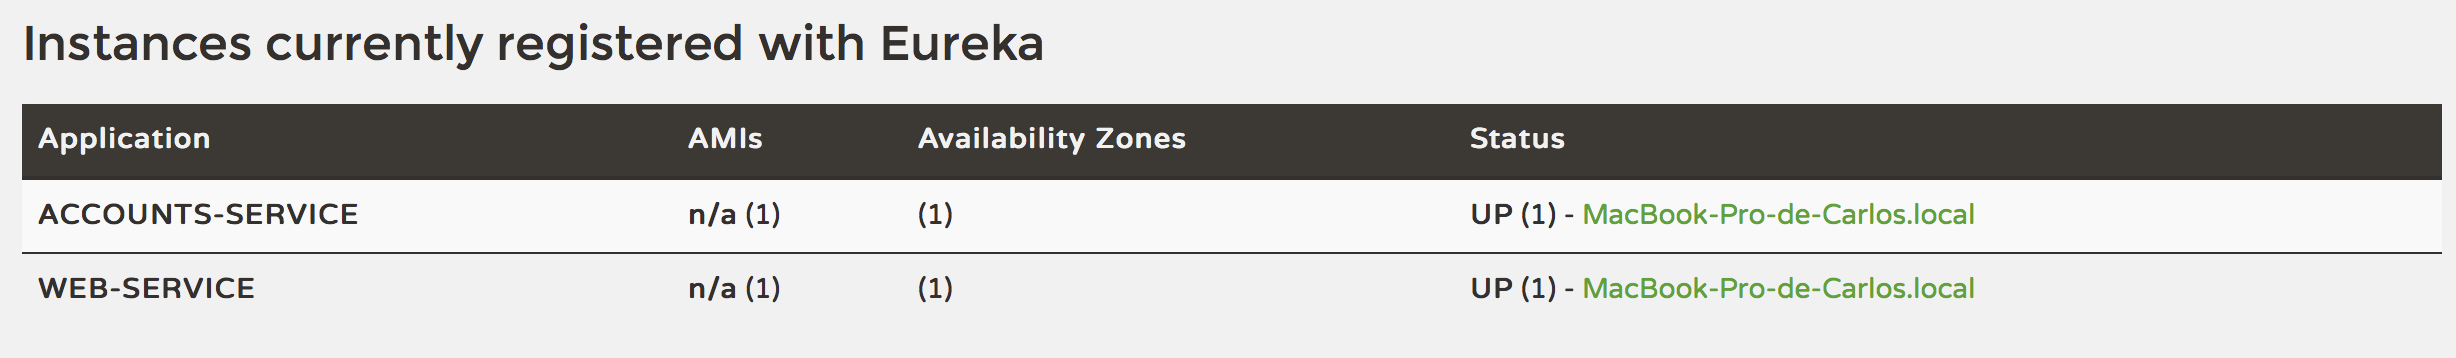 Instances currently registered with Eureka
Application AMIs Availability Zones Status
ACCOUNTS-SERVICE n/a (1) (1) UP (1) - MacBook-Pro-de-Carlos.local
WEB-SERVICE n/a (1) (1) UP (1) - MacBook-Pro-de-Carlos.local